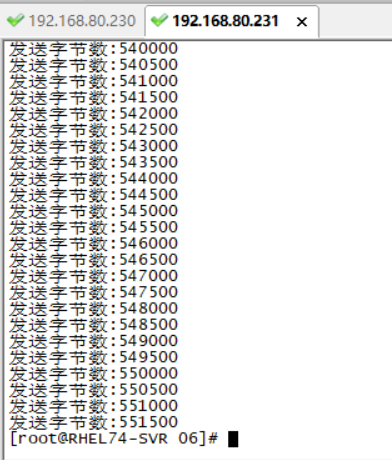 192.168.80.230 192.168.80.231 ×
发送字节数:540000
发送字节数:540500
发送字节数:541000
发送字节数:541500
发送字节数:542000
发送字节数:542500
发送字节数:543000
发送字节数:543500
发送字节数:544000
发送字节数:544500
发送字节数:545000
发送字节数:545500
发送字节数:546000
发送字节数:546500
发送字节数:547000
发送字节数:547500
发送字节数:548000
发送字节数:548500
发送字节数:549000
发送字节数:549500
发送字节数:550000
发送字节数:550500
发送字节数:551000
发送字节数:551500
[root@RHEL74-SVR 06]#